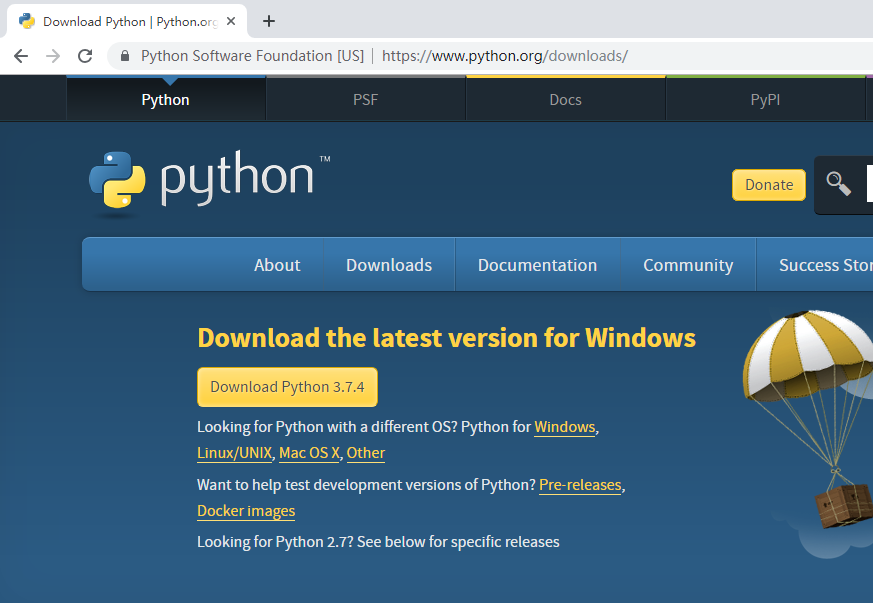 Download Python | Python.org
Python Software Foundation [US] | https://www.python.org/downloads/
Python PSF Docs PyPI
python™
Donate
About Downloads Documentation Community Success Stor
Download the latest version for Windows
Download Python 3.7.4
Looking for Python with a different OS? Python for Windows,
Linux/UNIX, Mac OS X, Other
Want to help test development versions of Python? Pre-releases,
Docker images
Looking for Python 2.7? See below for specific releases